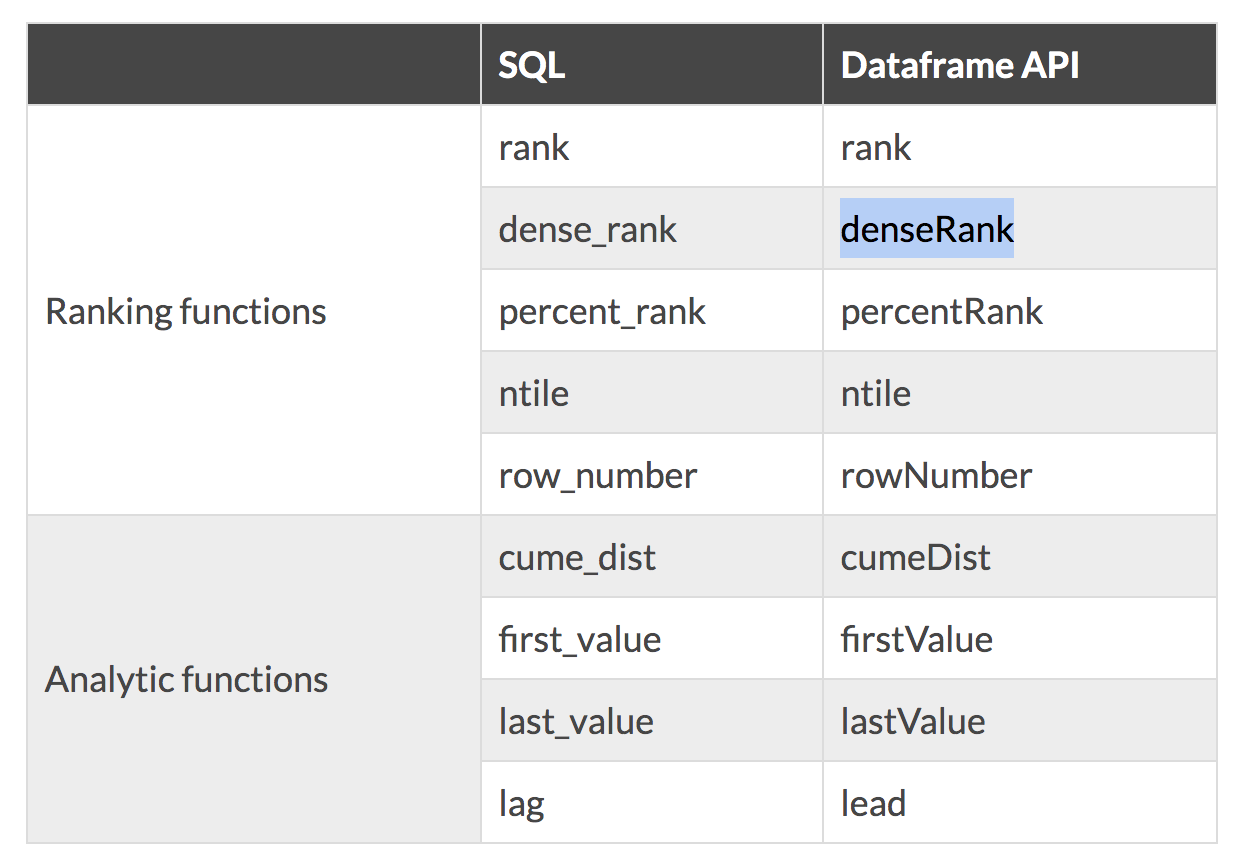 SQL Dataframe API
rank rank
dense_rank denseRank
Ranking functions percent_rank percentRank
ntile ntile
row_number rowNumber
cume_dist cumeDist
first_value firstValue
Analytic functions
last_value lastValue
lag lead